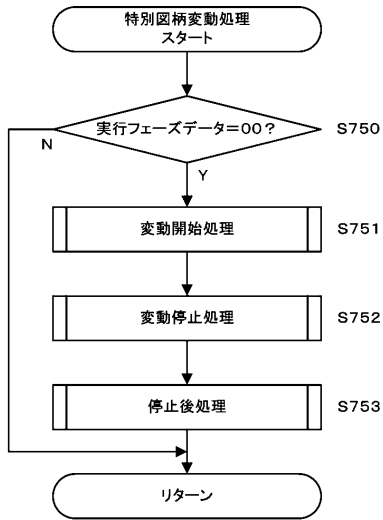 特別図柄変動処理
スタート
実行フェーズデータ=00?
S750
N
Y
変動開始処理
S751
変動停止処理
S752
停止後処理
S753
リターン